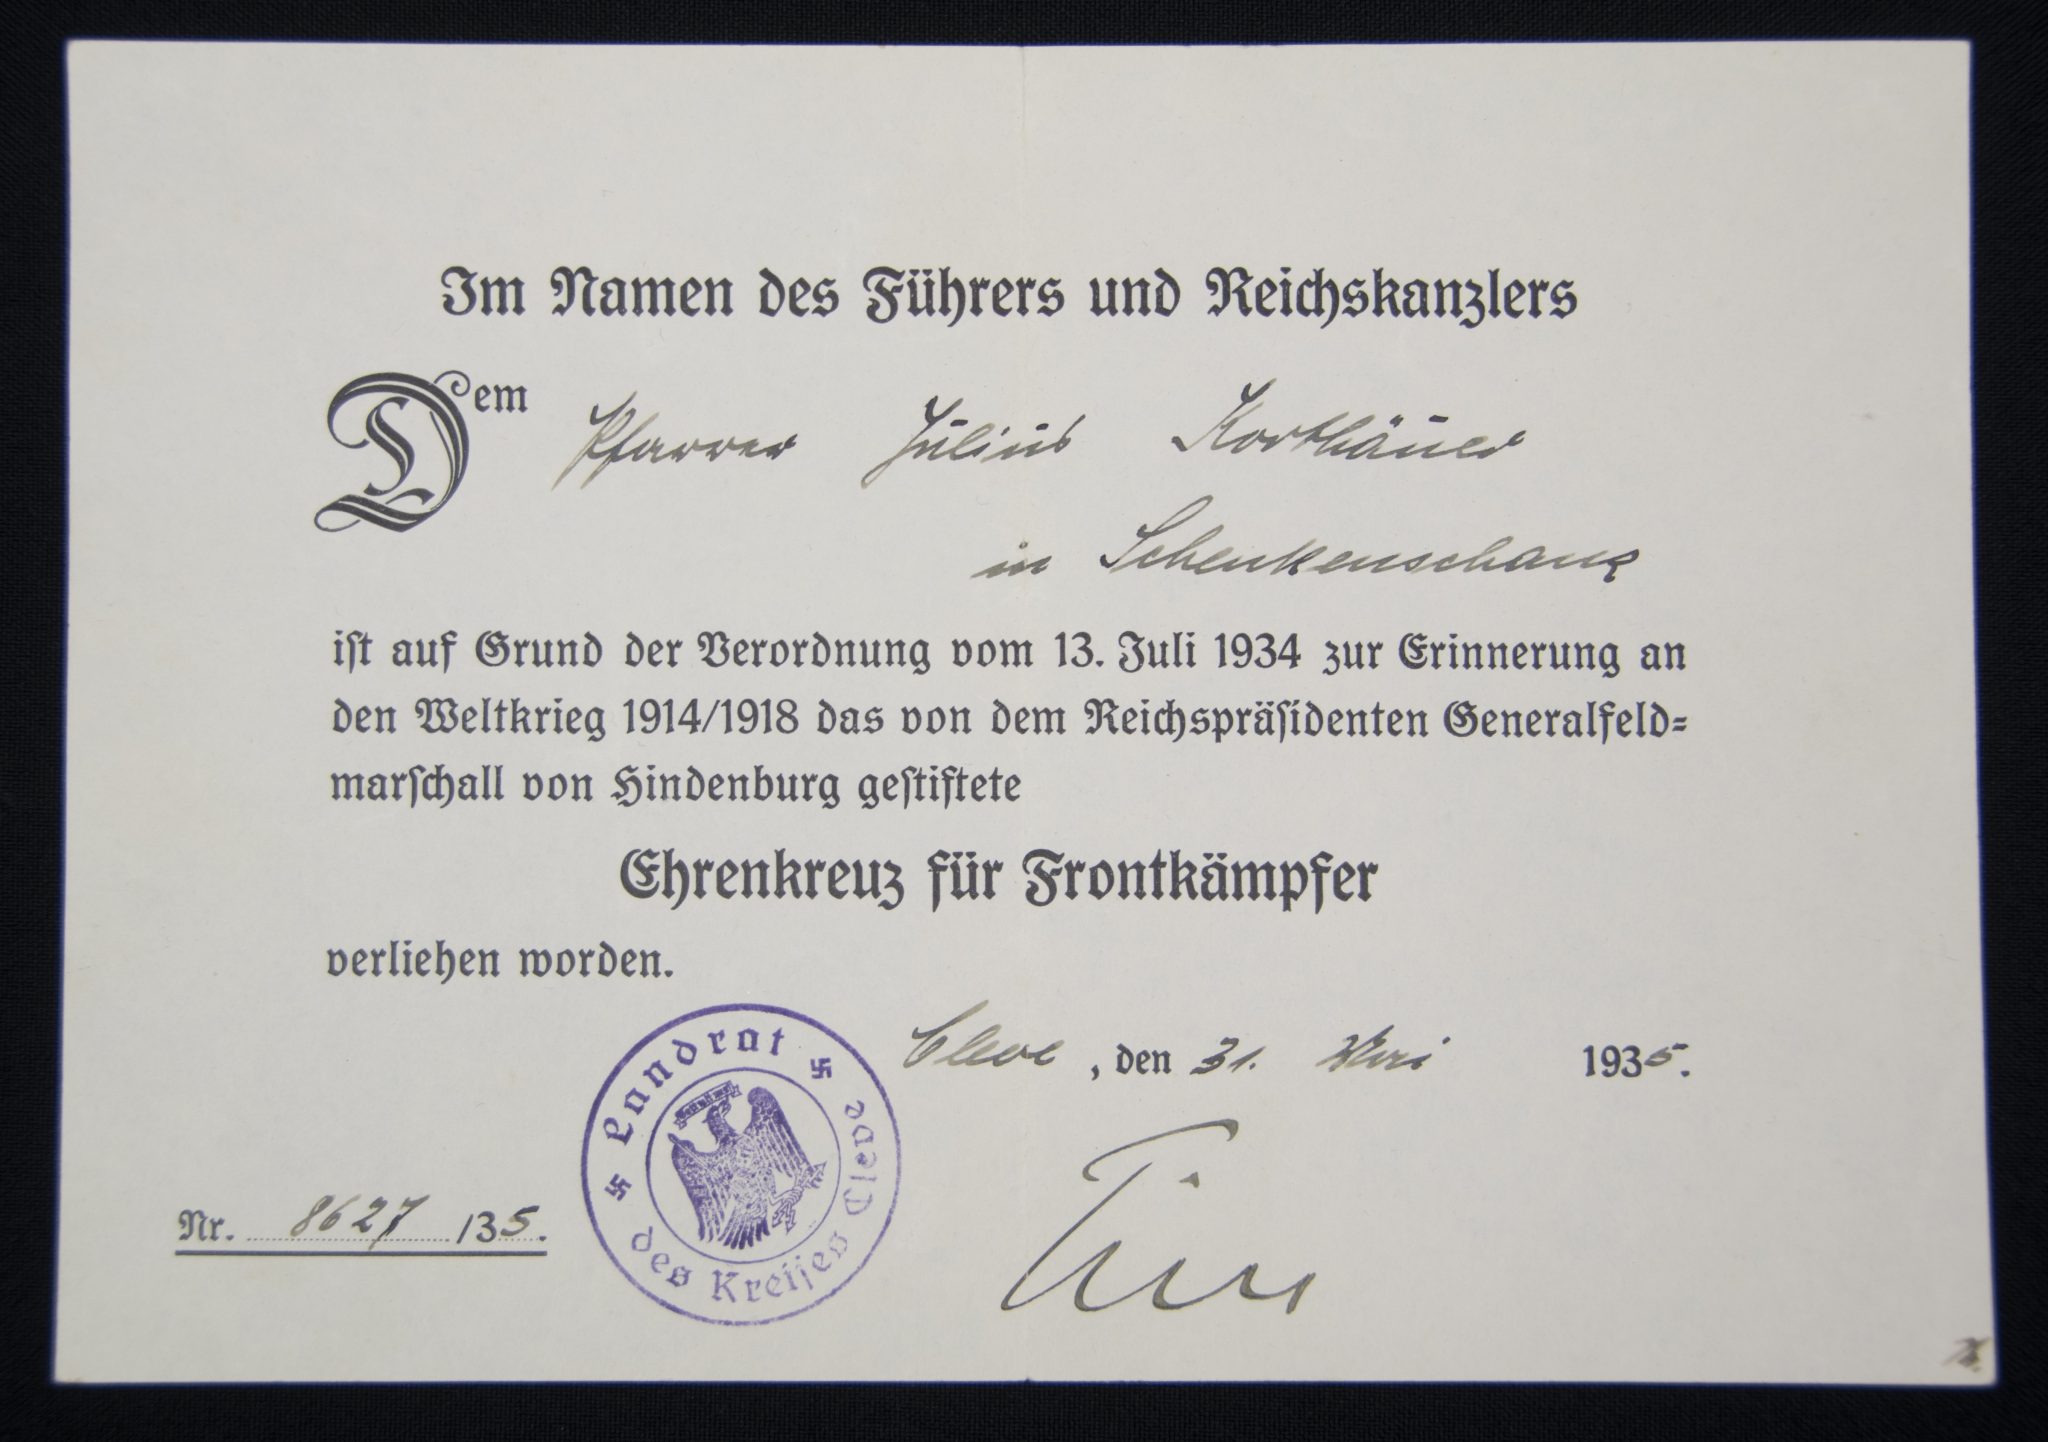 Im Namen des Führers und Reichskanzlers
Dem Pfarrer Julius Korthäuer
in Schenkenschanz
ist auf Grund der Verordnung vom 13. Juli 1934 zur Erinnerung an
den Weltkrieg 1914/1918 das von dem Reichspräsidenten Generalfeld=
marschall von Hindenburg gestiftete
Ehrenkreuz für Frontkämpfer
verliehen worden.
Cleve, den 31. Mai 1935.
Landrat
des Kreises Cleve
Nr. 8627/35.